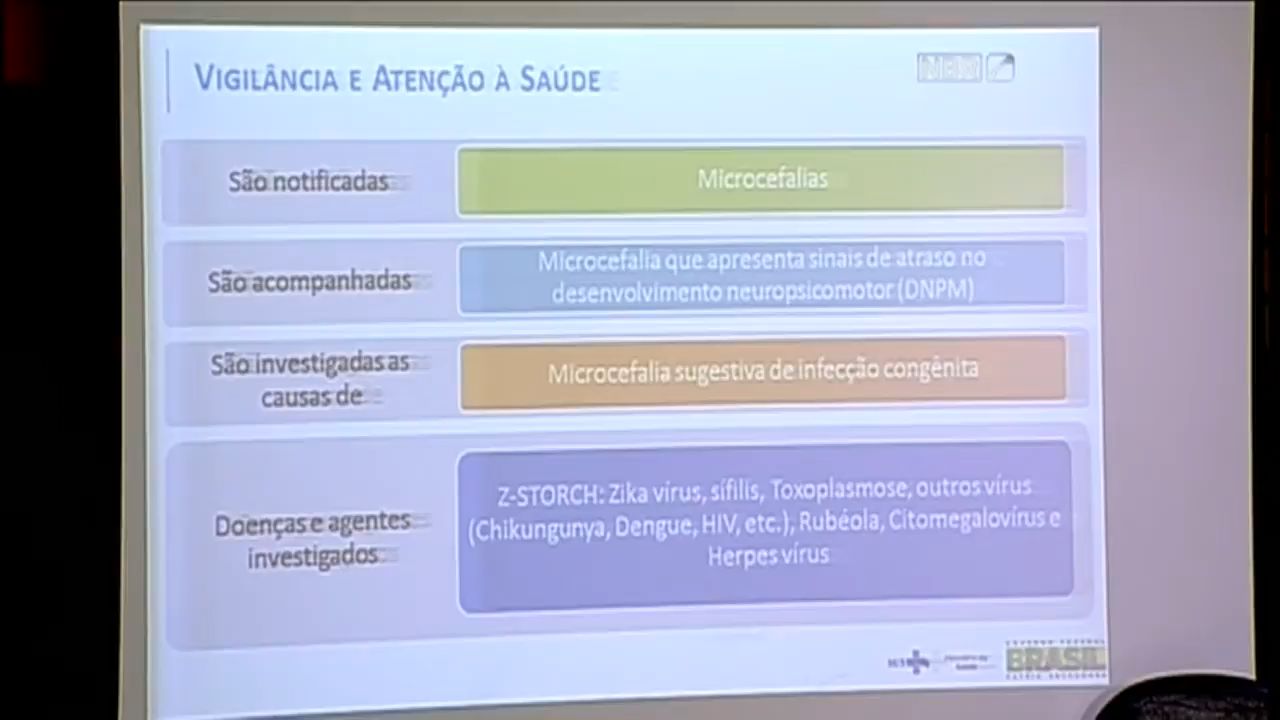 VIGILÂNCIA E ATENÇÃO À SAÚDE
São notificadas
Microcefalias
São acompanhadas
Microcefalia que apresenta sinais de atraso no
desenvolvimento neuropsicomotor (DNPM)
São investigadas as
causas de
Microcefalia sugestiva de infecção congênita
Doenças e agentes
investigados
Z-STORCH: Zika vírus, sífilis, Toxoplasmose, outros vírus
(Chikungunya, Dengue, HIV, etc.), Rubéola, Citomegalovírus e
Herpes vírus
SUS
BRASIL